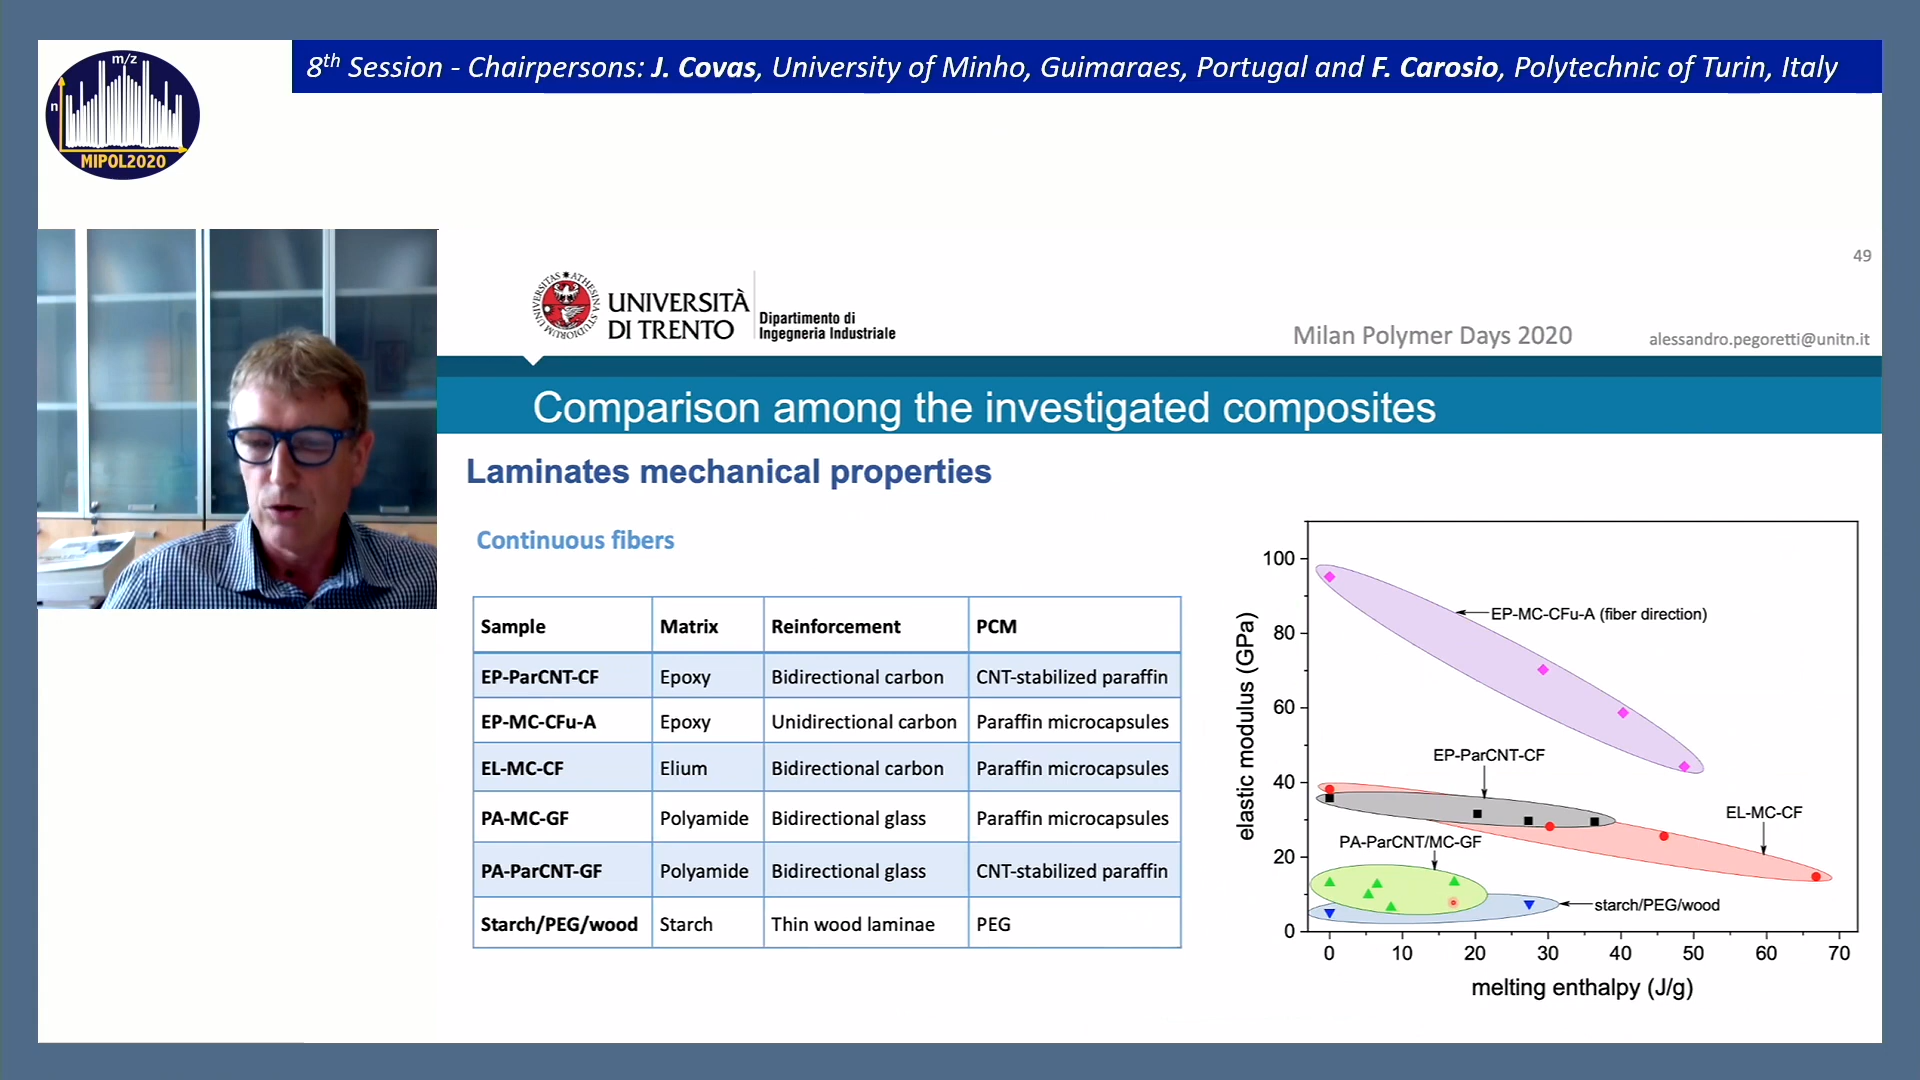 8th Session - Chairpersons: J. Covas, University of Minho, Guimaraes, Portugal and F. Carosio, Polytechnic of Turin, Italy
m/z
n
MIPOL2020
49
UNIVERSITÀ
DI TRENTO
Dipartimento di
Ingegneria Industriale
Milan Polymer Days 2020
alessandro.pegoretti@unitn.it
Comparison among the investigated composites
Laminates mechanical properties
Continuous fibers
Sample Matrix Reinforcement PCM
EP-ParCNT-CF Epoxy Bidirectional carbon CNT-stabilized paraffin
EP-MC-CFu-A Epoxy Unidirectional carbon Paraffin microcapsules
EL-MC-CF Elium Bidirectional carbon Paraffin microcapsules
PA-MC-GF Polyamide Bidirectional glass Paraffin microcapsules
PA-ParCNT-GF Polyamide Bidirectional glass CNT-stabilized paraffin
Starch/PEG/wood Starch Thin wood laminae PEG
elastic modulus (GPa)
100
80
60
40
20
0
EP-MC-CFu-A (fiber direction)
EP-ParCNT-CF
EL-MC-CF
PA-ParCNT/MC-GF
starch/PEG/wood
0 10 20 30 40 50 60 70
melting enthalpy (J/g)